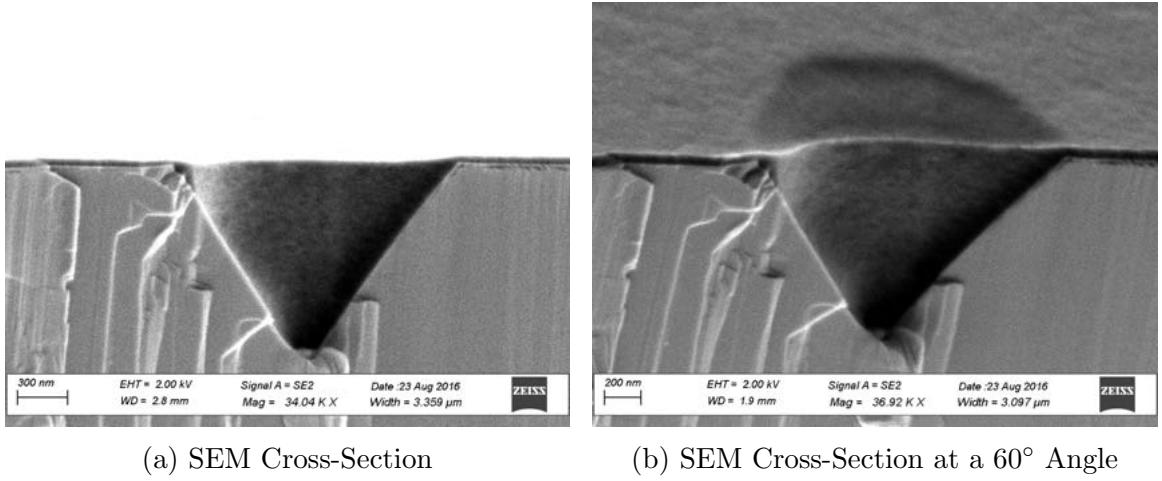 300 nm
EHT = 2.00 kV
Signal A = SE2
Date :23 Aug 2016
WD = 2.8 mm
Mag = 34.04 K X
Width = 3.359 µm
ZEISS
200 nm
EHT = 2.00 kV
Signal A = SE2
Date :23 Aug 2016
WD = 1.9 mm
Mag = 36.92 K X
Width = 3.097 µm
ZEISS
(a) SEM Cross-Section
(b) SEM Cross-Section at a 60° Angle